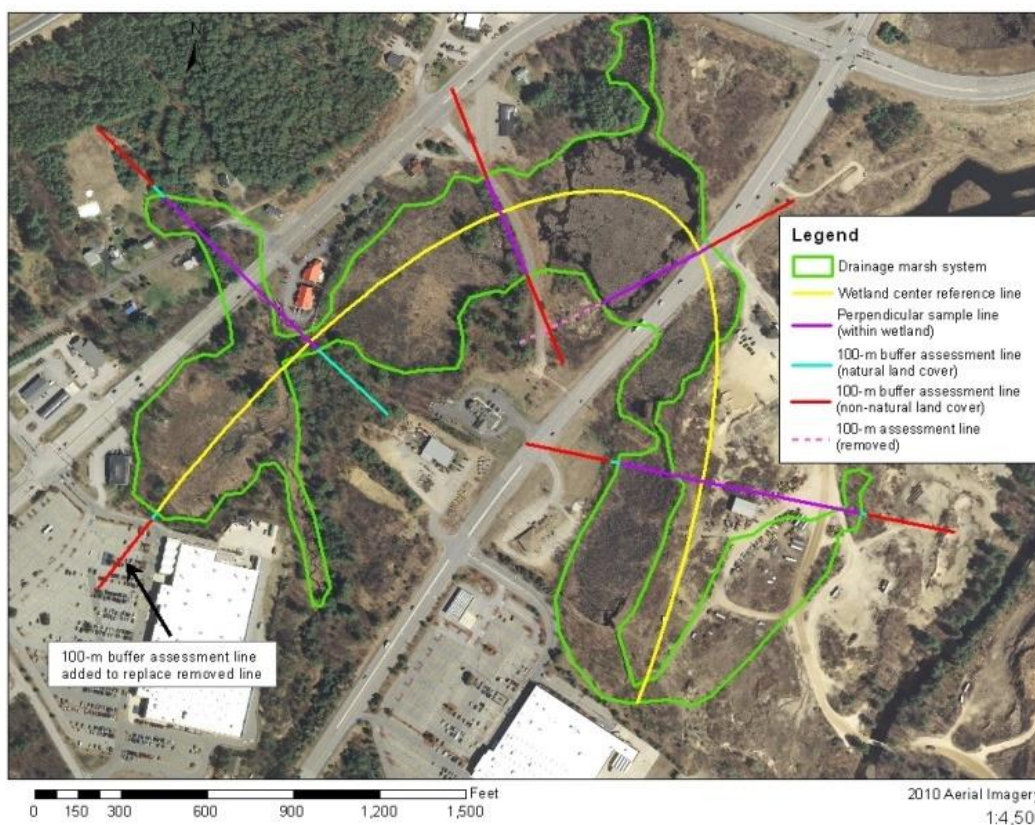 N
Legend
Drainage marsh system
Wetland center reference line
Perpendicular sample line
(within wetland)
100-m buffer assessment line
(natural land cover)
100-m buffer assessment line
(non-natural land cover)
100-m assessment line
(removed)
100-m buffer assessment line
added to replace removed line
Feet
0 150 300 600 900 1,200 1,500
2010 Aerial Imagery
1:4,50